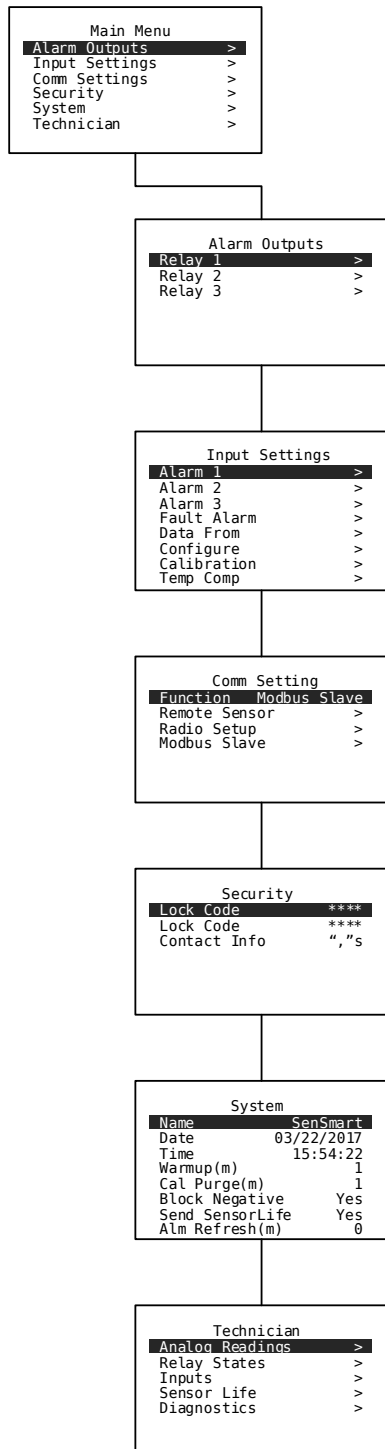 Main Menu
Alarm Outputs >
Input Settings >
Comm Settings >
Security >
System >
Technician >
Alarm Outputs
Relay 1 >
Relay 2 >
Relay 3 >
Input Settings
Alarm 1 >
Alarm 2 >
Alarm 3 >
Fault Alarm >
Data From >
Configure >
Calibration >
Temp Comp >
Comm Setting
Function Modbus Slave
Remote Sensor >
Radio Setup >
Modbus Slave >
Security
Lock Code ****
Lock Code ****
Contact Info “,”s
System
Name SenSmart
Date 03/22/2017
Time 15:54:22
Warmup(m) 1
Cal Purge(m) 1
Block Negative Yes
Send SensorLife Yes
Alm Refresh(m) 0
Technician
Analog Readings >
Relay States >
Inputs >
Sensor Life >
Diagnostics >